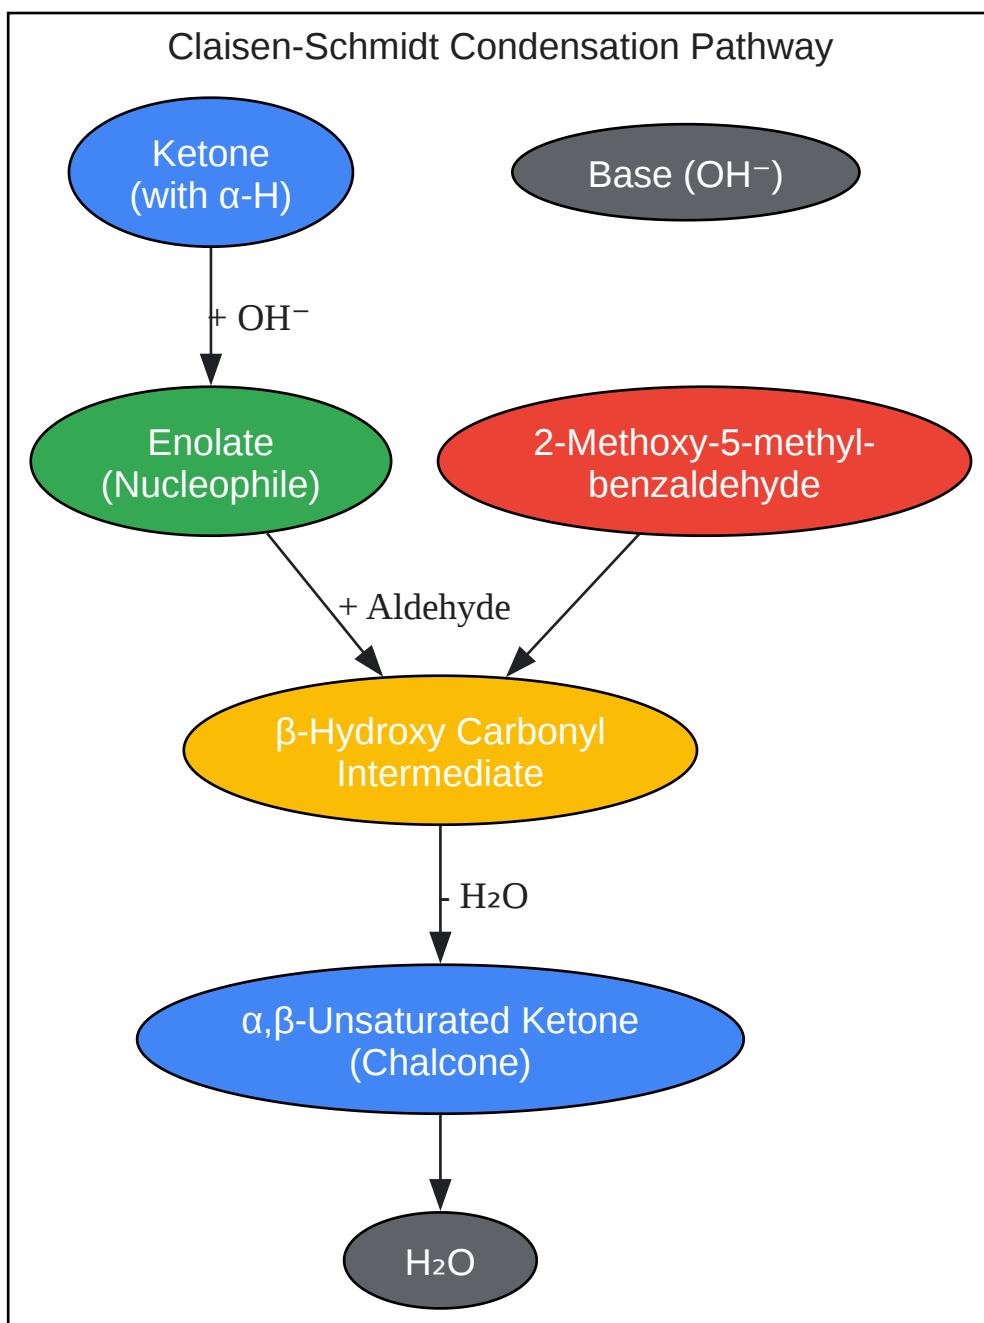 Claisen-Schmidt Condensation Pathway
Ketone
(with α-H)
Base (OH⁻)
+ OH⁻
Enolate
(Nucleophile)
2-Methoxy-5-methyl-
benzaldehyde
+ Aldehyde
β-Hydroxy Carbonyl
Intermediate
- H₂O
α,β-Unsaturated Ketone
(Chalcone)
H₂O